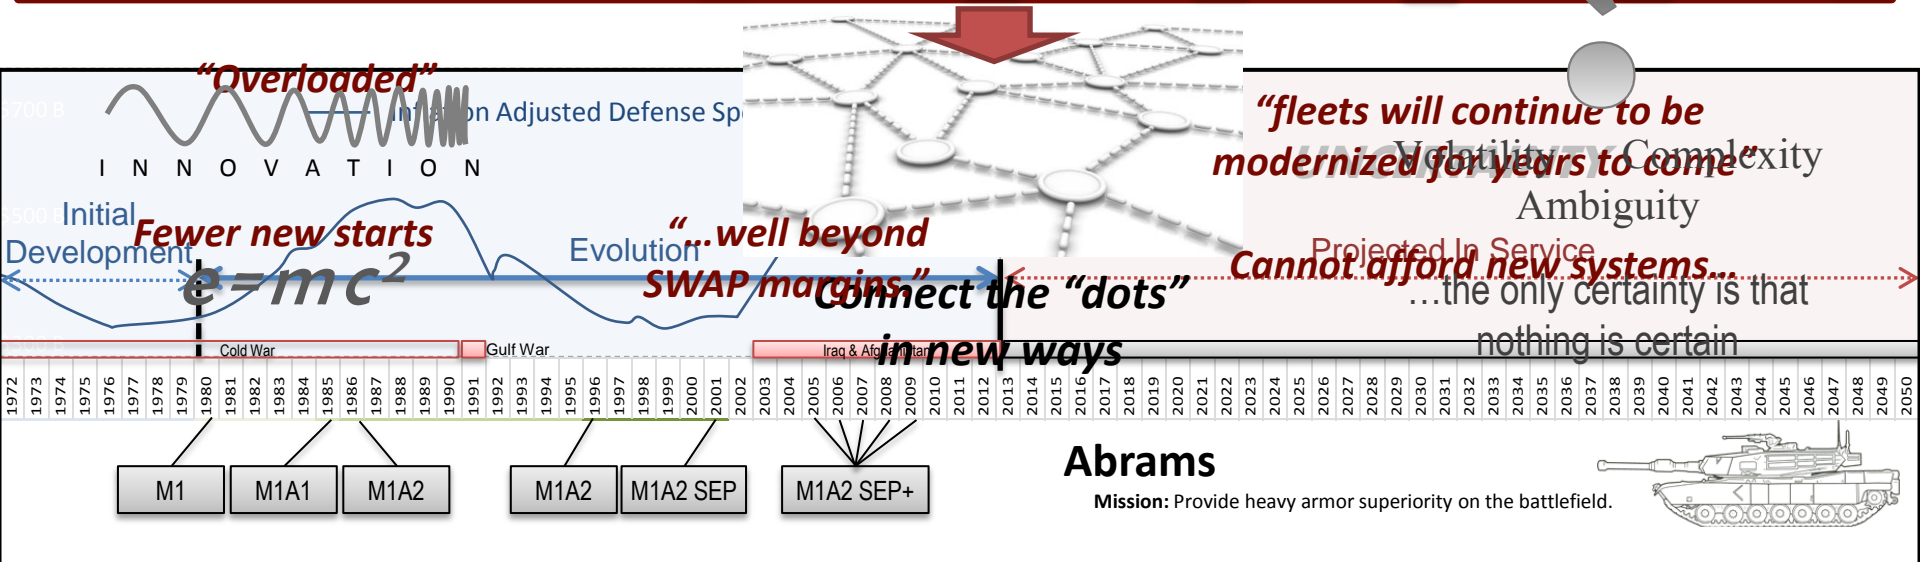 “Overloaded”
Inflation Adjusted Defense Sp
$700 B
INNOVATION
“fleets will continue to be
modernized for years to come”
UNCERTAINTY
Volatility Complexity
Ambiguity
$500 B
Initial
Development
Fewer new starts
e=mc²
Evolution
“…well beyond
SWAP margins.”
Connect the “dots”
in new ways
Projected In Service
Cannot afford new systems…
…the only certainty is that
nothing is certain
Cold War
Gulf War
Iraq & Afghanistan
1972 1973 1974 1975 1976 1977 1978 1979 1980 1981 1982 1983 1984 1985 1986 1987 1988 1989 1990 1991 1992 1993 1994 1995 1996 1997 1998 1999 2000 2001 2002 2003 2004 2005 2006 2007 2008 2009 2010 2011 2012 2013 2014 2015 2016 2017 2018 2019 2020 2021 2022 2023 2024 2025 2026 2027 2028 2029 2030 2031 2032 2033 2034 2035 2036 2037 2038 2039 2040 2041 2042 2043 2044 2045 2046 2047 2048 2049 2050
M1
M1A1
M1A2
M1A2
M1A2 SEP
M1A2 SEP+
Abrams
Mission: Provide heavy armor superiority on the battlefield.